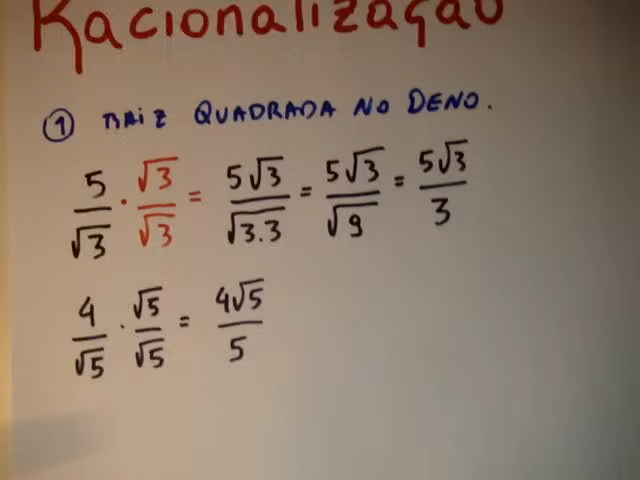 Racionalização
① RAIZ QUADRADA NO DENO.
5/√3 · √3/√3 = 5√3/√3.3 = 5√3/√9 = 5√3/3
4/√5 · √5/√5 = 4√5/5